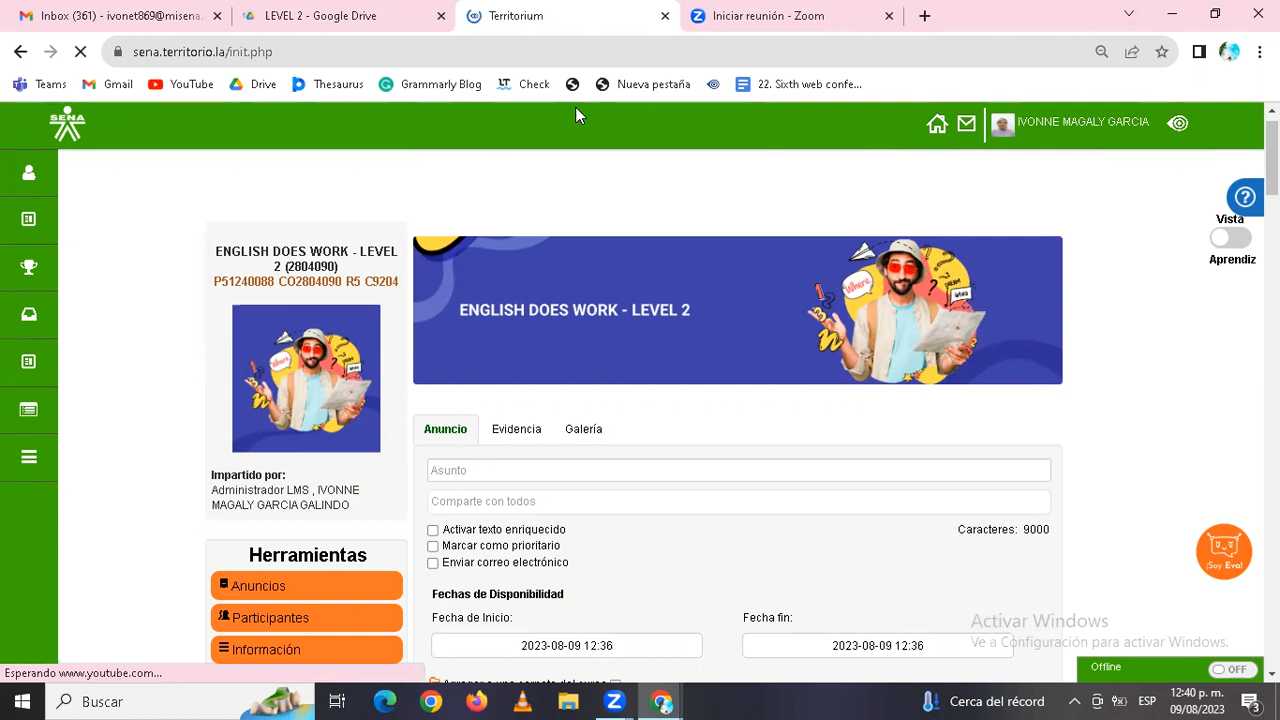 Inbox (361) - ivonet869@misena
LEVEL 2 - Google Drive
Territorium
Iniciar reunión - Zoom
sena.territorio.la/init.php
Teams
Gmail
YouTube
Drive
Thesaurus
Grammarly Blog
LT Check
Nueva pestaña
22. Sixth web confe...
SENA
IVONNE MAGALY GARCIA
Vista
Aprendiz
ENGLISH DOES WORK - LEVEL
2 (2804090)
P51240088 CO2804090 R5 C9204
ENGLISH DOES WORK - LEVEL 2
Where
Impartido por:
Administrador LMS , IVONNE
MAGALY GARCIA GALINDO
Anuncio
Evidencia
Galería
Asunto
Comparte con todos
Activar texto enriquecido
Caracteres: 9000
Marcar como prioritario
Enviar correo electrónico
Herramientas
Anuncios
Participantes
Información
Fechas de Disponibilidad
Fecha de Inicio:
Fecha fin:
2023-08-09 12:36
2023-08-09 12:36
¡Soy Eva!
Activar Windows
Ve a Configuración para activar Windows.
Esperando www.youtube.com...
Offline
OFF
Buscar
Cerca del récord
ESP
12:40 p. m.
09/08/2023
3